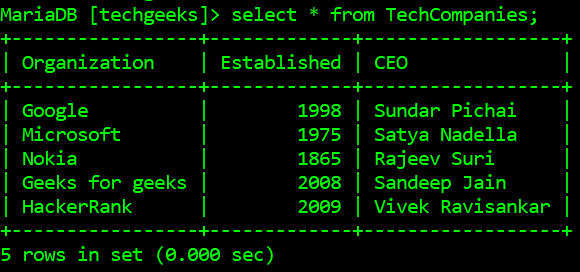 MariaDB [techgeeks]> select * from TechCompanies;
+-----------------+-------------+------------------+
| Organization    | Established | CEO              |
+-----------------+-------------+------------------+
| Google          |        1998 | Sundar Pichai    |
| Microsoft       |        1975 | Satya Nadella    |
| Nokia           |        1865 | Rajeev Suri      |
| Geeks for geeks |        2008 | Sandeep Jain     |
| HackerRank      |        2009 | Vivek Ravisankar |
+-----------------+-------------+------------------+
5 rows in set (0.000 sec)